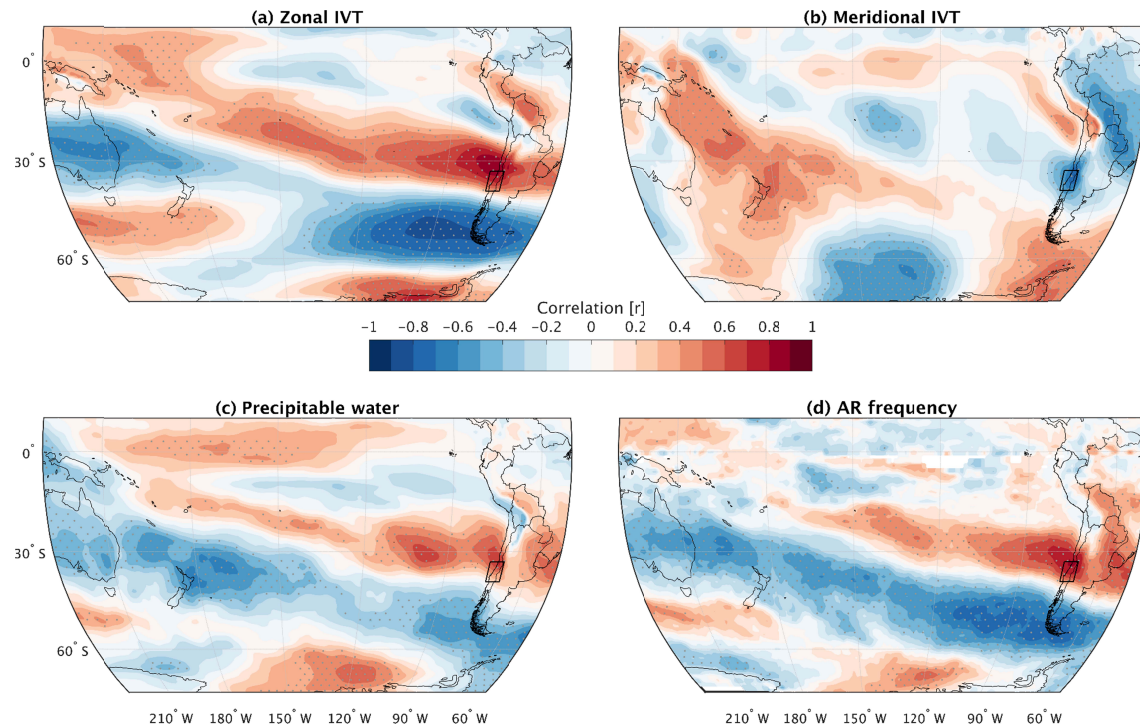 (a) Zonal IVT
(b) Meridional IVT
0°
30° S
60° S
Correlation [r]
-1 -0.8 -0.6 -0.4 -0.2 0 0.2 0.4 0.6 0.8 1
(c) Precipitable water
(d) AR frequency
0°
30° S
60° S
210° W 180° W 150° W 120° W 90° W 60° W
210° W 180° W 150° W 120° W 90° W 60° W